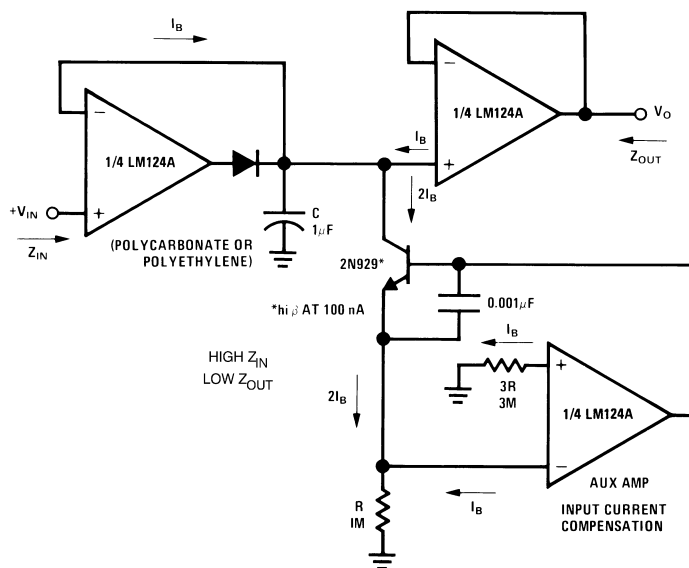 I_B
−
1/4 LM124A
+V_IN
+
Z_IN
(POLYCARBONATE OR
POLYETHYLENE)
C
1μF
−
1/4 LM124A
+
I_B
V_O
Z_OUT
2I_B
2N929*
*hi β AT 100 nA
0.001μF
HIGH Z_IN
LOW Z_OUT
I_B
3R
3M
+
1/4 LM124A
−
2I_B
I_B
R
1M
AUX AMP
INPUT CURRENT
COMPENSATION